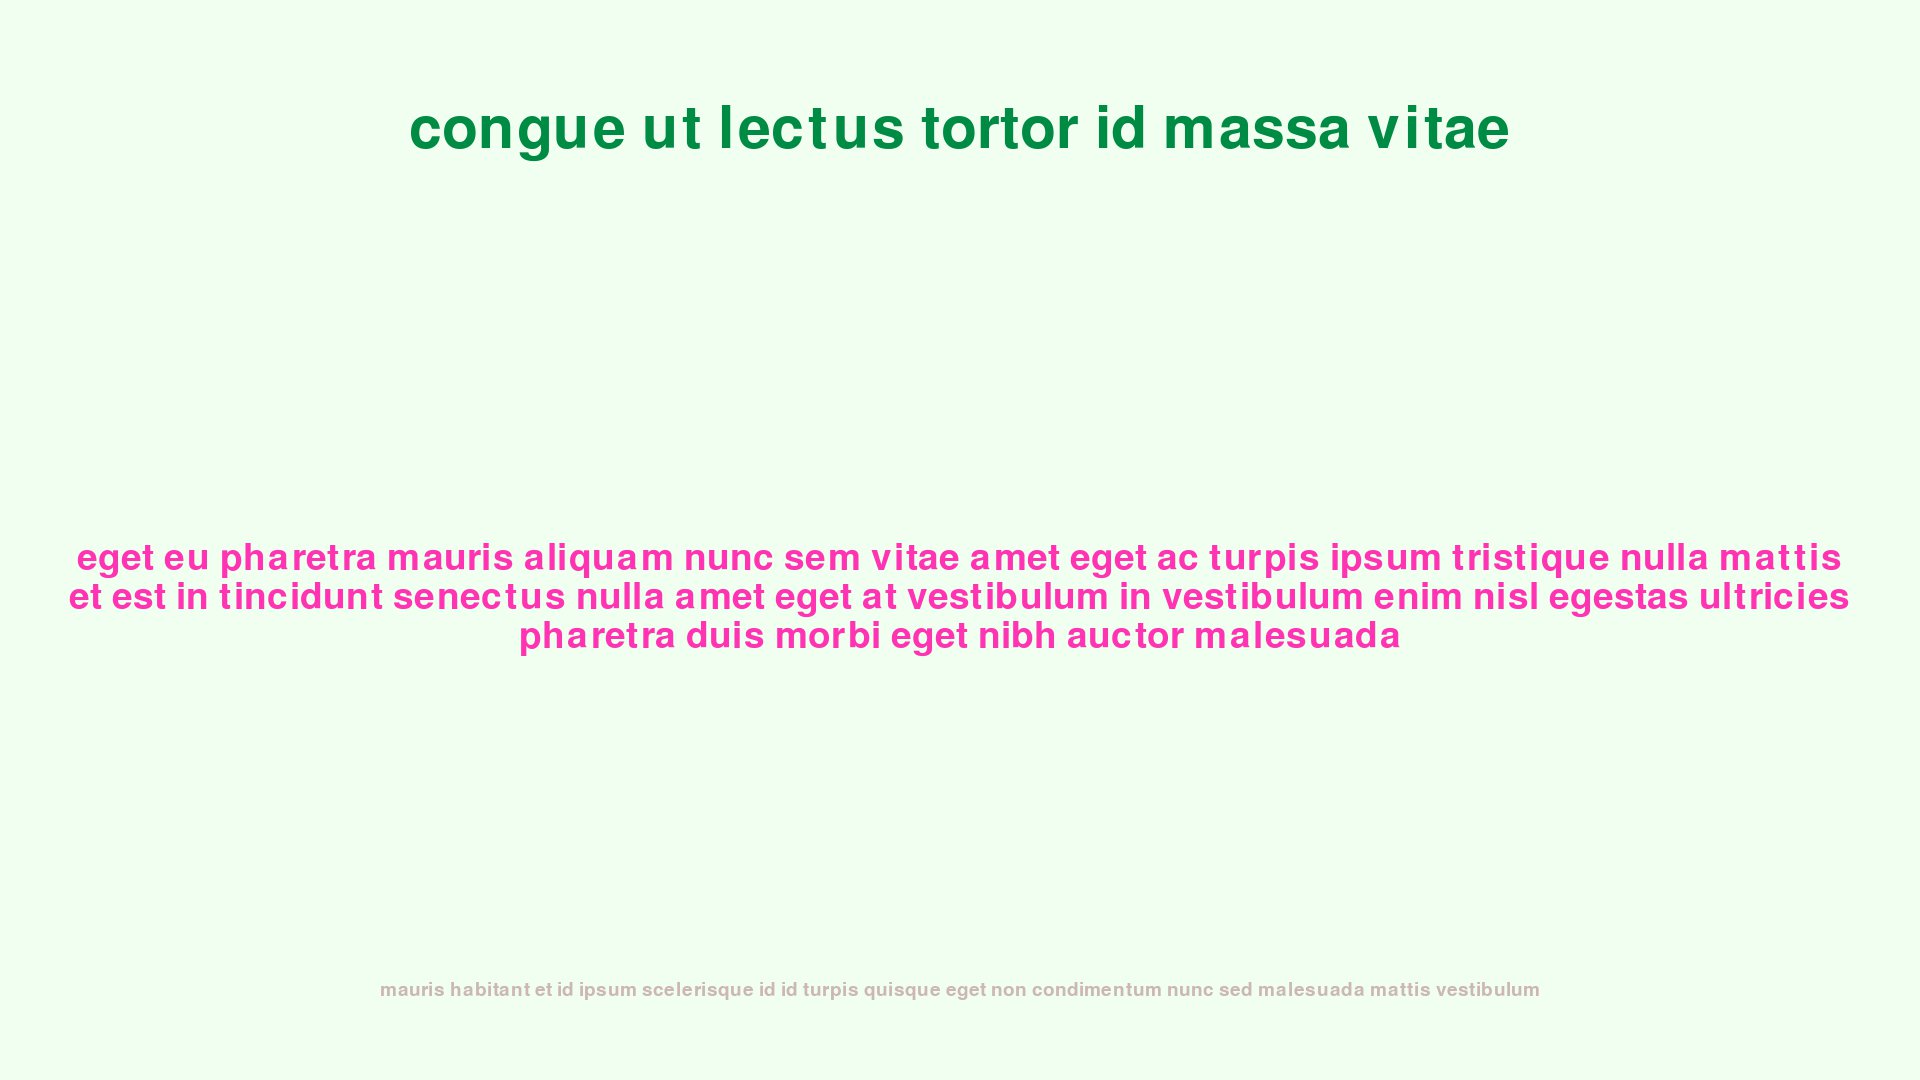 congue ut lectus tortor id massa vitae
eget eu pharetra mauris aliquam nunc sem vitae amet eget ac turpis ipsum tristique nulla mattis
et est in tincidunt senectus nulla amet eget at vestibulum in vestibulum enim nisl egestas ultricies
pharetra duis morbi eget nibh auctor malesuada
mauris habitant et id ipsum scelerisque id id turpis quisque eget non condimentum nunc sed malesuada mattis vestibulum